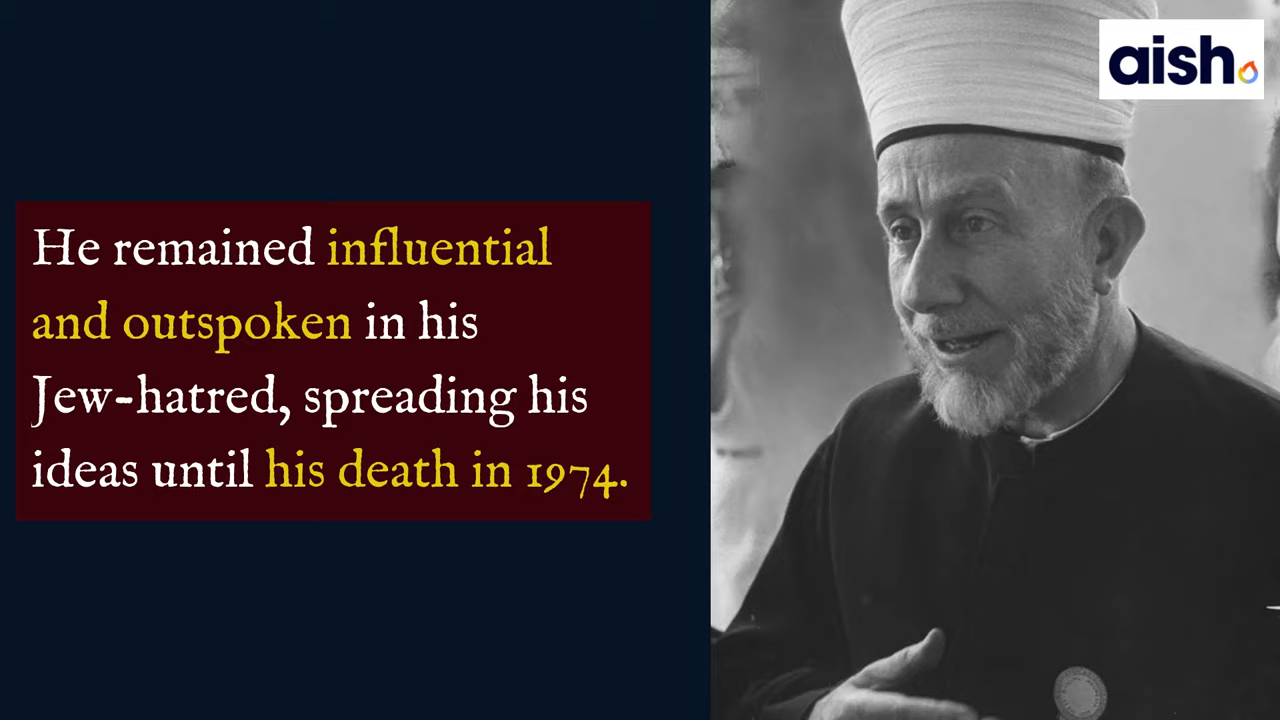 aish.
He remained influential
and outspoken in his
Jew-hatred, spreading his
ideas until his death in 1974.